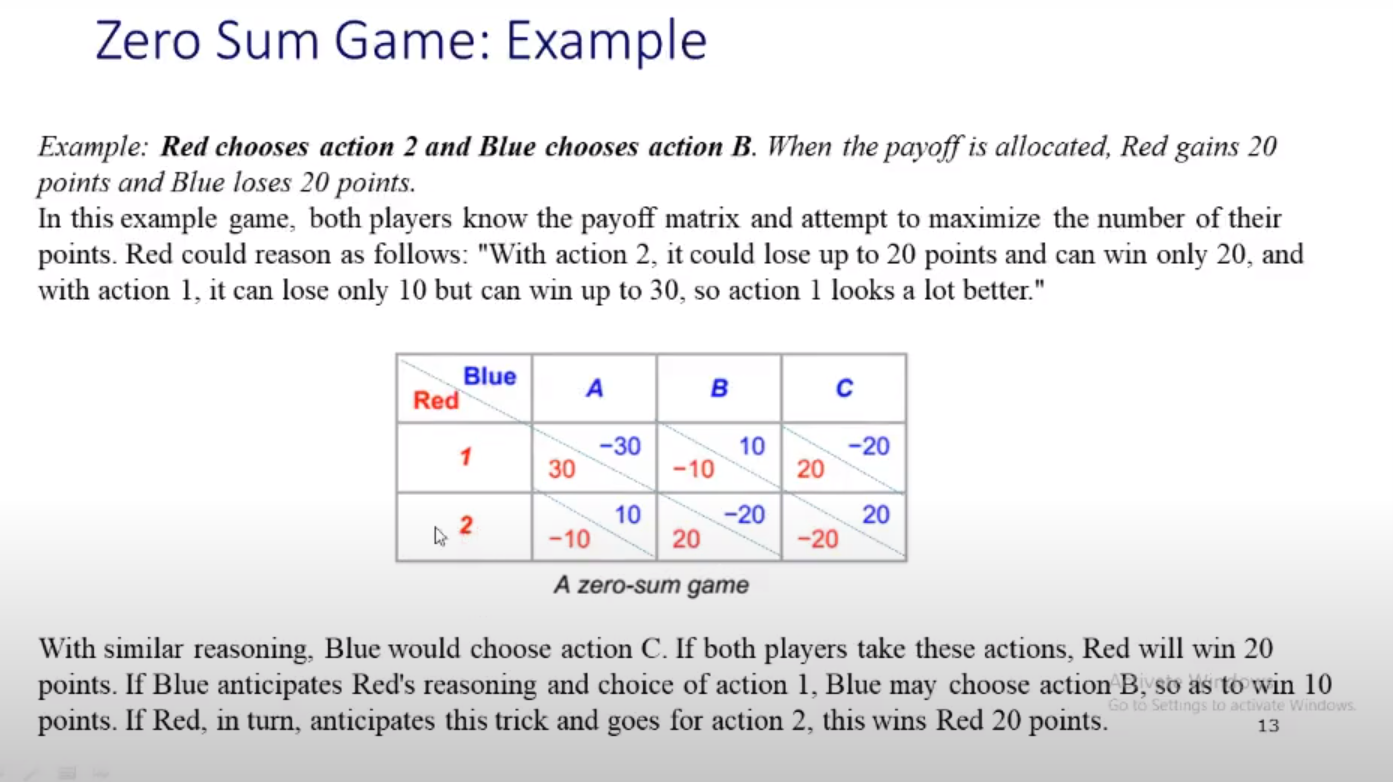 Zero Sum Game: Example
Example: Red chooses action 2 and Blue chooses action B. When the payoff is allocated, Red gains 20
points and Blue loses 20 points.
In this example game, both players know the payoff matrix and attempt to maximize the number of their
points. Red could reason as follows: "With action 2, it could lose up to 20 points and can win only 20, and
with action 1, it can lose only 10 but can win up to 30, so action 1 looks a lot better."
Blue
Red
A B C
1
-30 10 -20
30 -10 20
2
10 -20 20
-10 20 -20
A zero-sum game
With similar reasoning, Blue would choose action C. If both players take these actions, Red will win 20
points. If Blue anticipates Red's reasoning and choice of action 1, Blue may choose action B, so as to win 10
points. If Red, in turn, anticipates this trick and goes for action 2, this wins Red 20 points.
Activate Windows
Go to Settings to activate Windows.
13